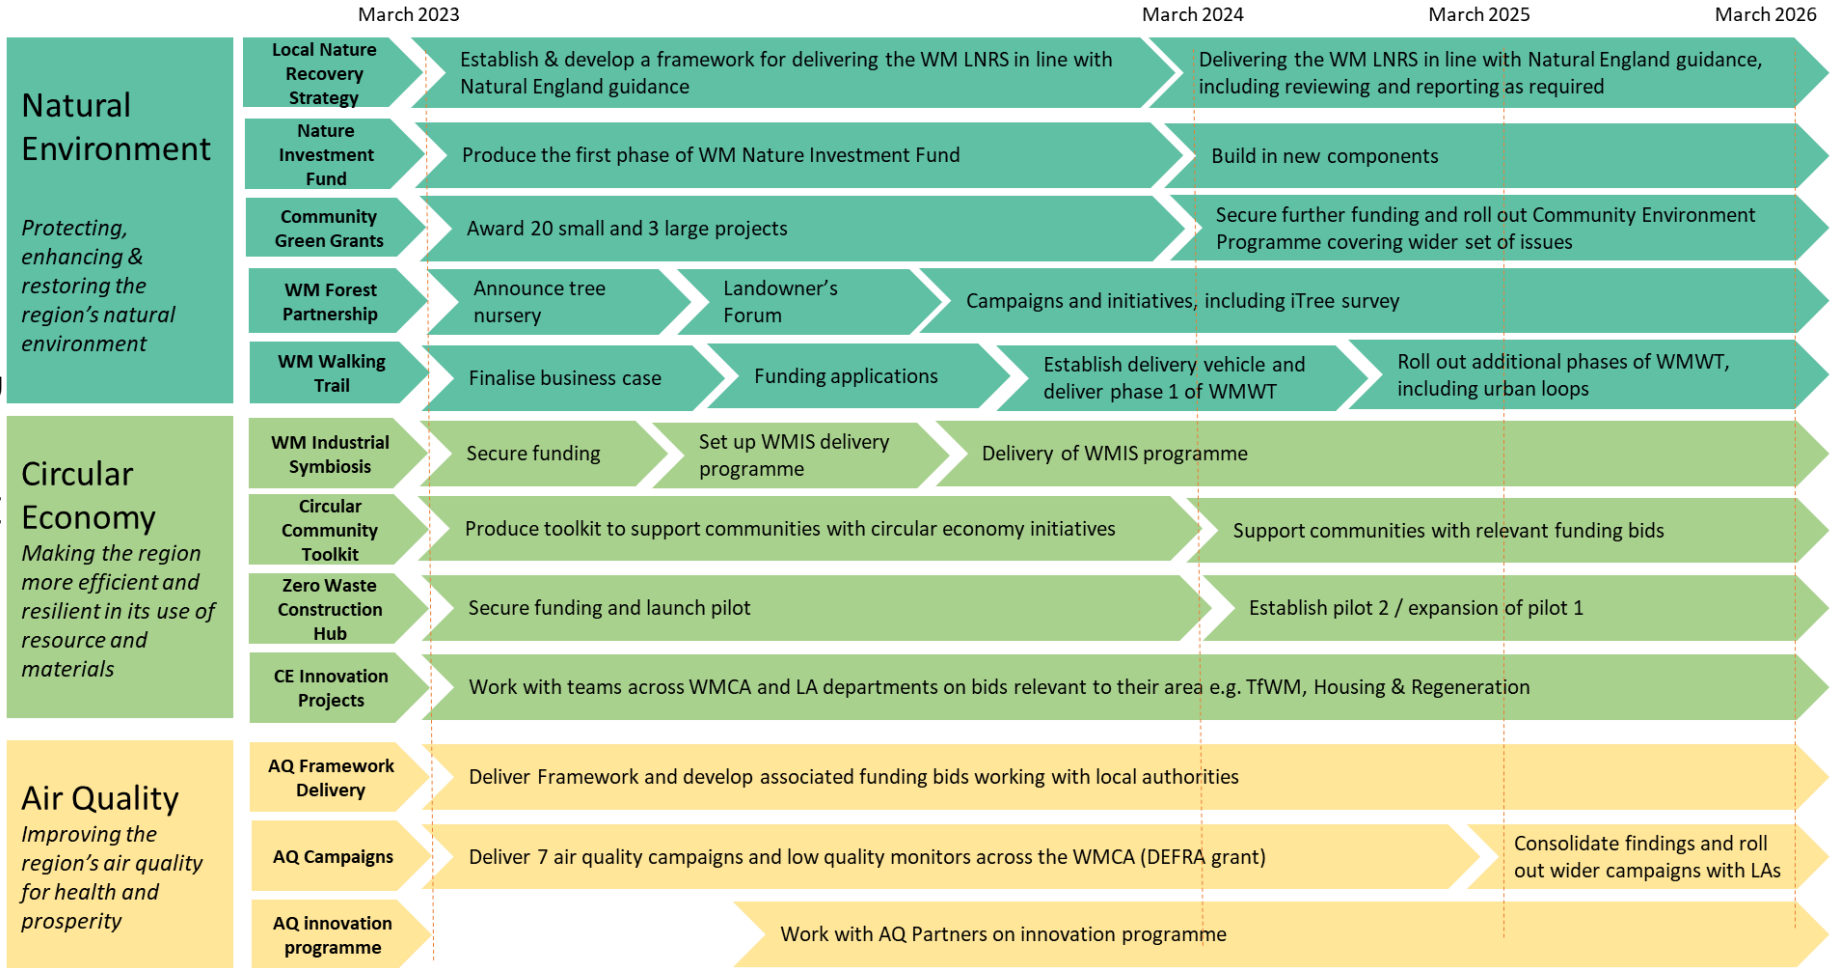 March 2023
March 2024
March 2025
March 2026
Natural
Environment
Protecting,
enhancing &
restoring the
region's natural
environment
Local Nature
Recovery
Strategy
Establish & develop a framework for delivering the WM LNRS in line with
Natural England guidance
Delivering the WM LNRS in line with Natural England guidance,
including reviewing and reporting as required
Nature
Investment
Fund
Produce the first phase of WM Nature Investment Fund
Build in new components
Community
Green Grants
Award 20 small and 3 large projects
Secure further funding and roll out Community Environment
Programme covering wider set of issues
WM Forest
Partnership
Announce tree
nursery
Landowner's
Forum
Campaigns and initiatives, including iTree survey
WM Walking
Trail
Finalise business case
Funding applications
Establish delivery vehicle and
deliver phase 1 of WMWT
Roll out additional phases of WMWT,
including urban loops
Circular
Economy
Making the region
more efficient and
resilient in its use of
resource and
materials
WM Industrial
Symbiosis
Secure funding
Set up WMIS delivery
programme
Delivery of WMIS programme
Circular
Community
Toolkit
Produce toolkit to support communities with circular economy initiatives
Support communities with relevant funding bids
Zero Waste
Construction
Hub
Secure funding and launch pilot
Establish pilot 2 / expansion of pilot 1
CE Innovation
Projects
Work with teams across WMCA and LA departments on bids relevant to their area e.g. TfWM, Housing & Regeneration
Air Quality
Improving the
region's air quality
for health and
prosperity
AQ Framework
Delivery
Deliver Framework and develop associated funding bids working with local authorities
AQ Campaigns
Deliver 7 air quality campaigns and low quality monitors across the WMCA (DEFRA grant)
Consolidate findings and roll
out wider campaigns with LAs
AQ innovation
programme
Work with AQ Partners on innovation programme